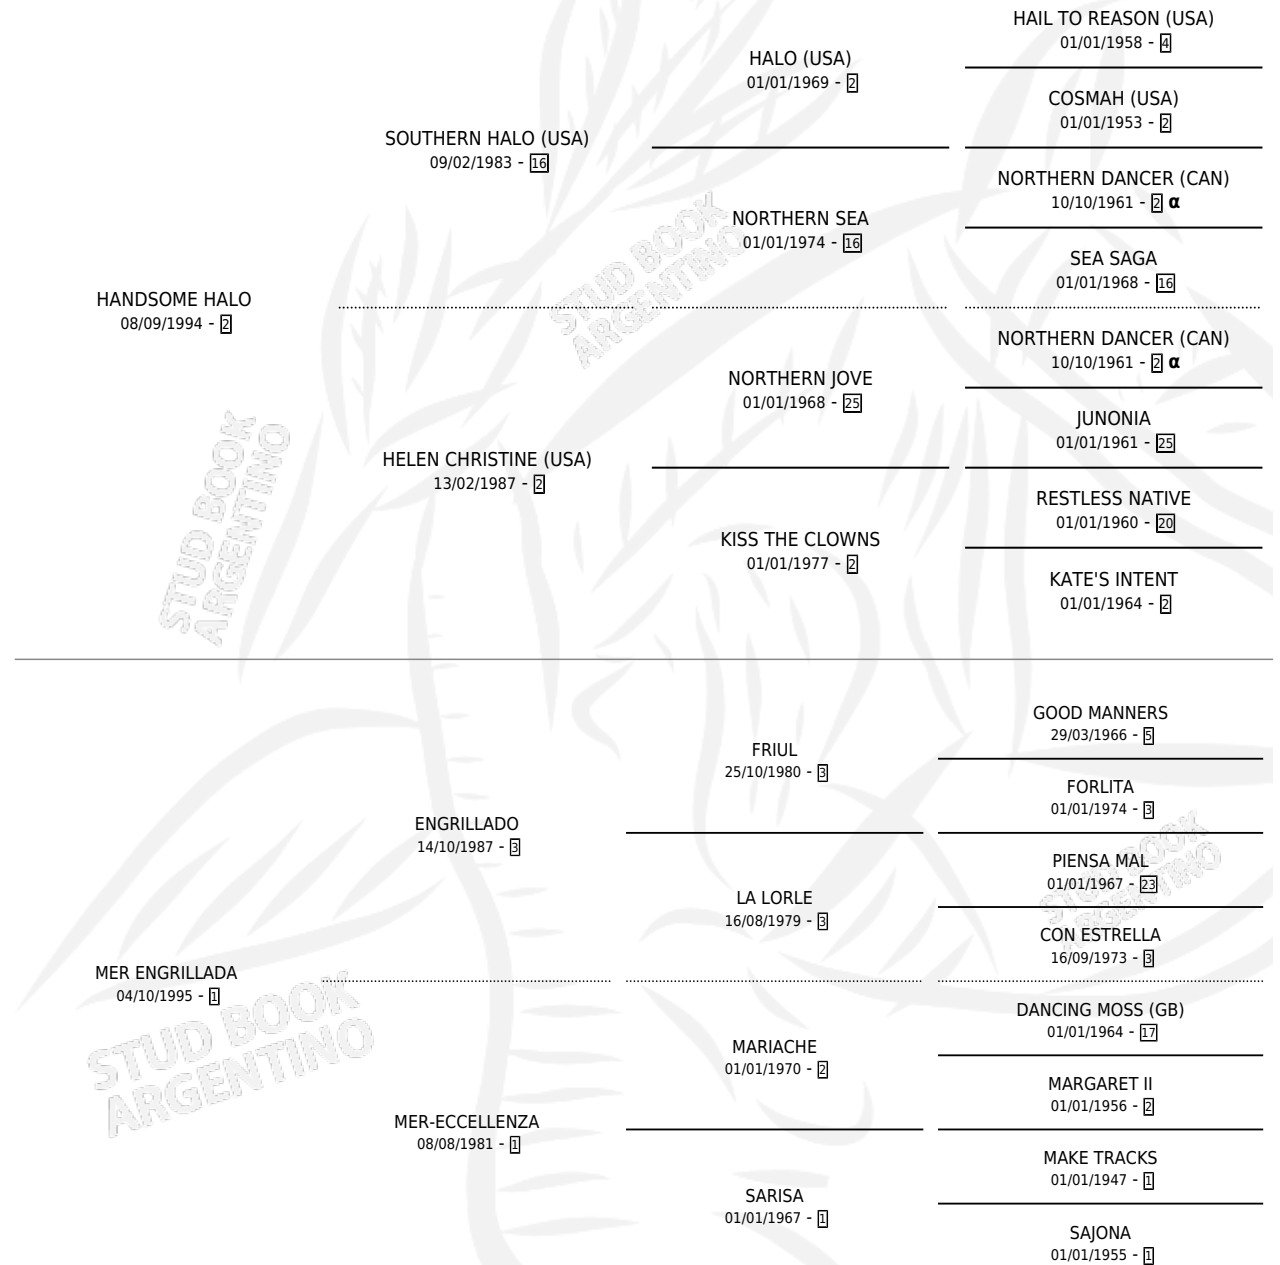 HAIL TO REASON (USA)
01/01/1958 - 4
HALO (USA)
01/01/1969 - 2
COSMAH (USA)
01/01/1953 - 2
SOUTHERN HALO (USA)
09/02/1983 - 16
NORTHERN DANCER (CAN)
10/10/1961 - 2 α
NORTHERN SEA
01/01/1974 - 16
SEA SAGA
01/01/1968 - 16
HANDSOME HALO
08/09/1994 - 2
NORTHERN DANCER (CAN)
10/10/1961 - 2 α
NORTHERN JOVE
01/01/1968 - 25
JUNONIA
01/01/1961 - 25
HELEN CHRISTINE (USA)
13/02/1987 - 2
RESTLESS NATIVE
01/01/1960 - 20
KISS THE CLOWNS
01/01/1977 - 2
KATE'S INTENT
01/01/1964 - 2
GOOD MANNERS
29/03/1966 - 5
FRIUL
25/10/1980 - 3
FORLITA
01/01/1974 - 3
ENGRILLADO
14/10/1987 - 3
PIENSA MAL
01/01/1967 - 23
LA LORLE
16/08/1979 - 3
CON ESTRELLA
16/09/1973 - 3
MER ENGRILLADA
04/10/1995 - 1
DANCING MOSS (GB)
01/01/1964 - 17
MARIACHE
01/01/1970 - 2
MARGARET II
01/01/1956 - 2
MER-ECCELLENZA
08/08/1981 - 1
MAKE TRACKS
01/01/1947 - 1
SARISA
01/01/1967 - 1
SAJONA
01/01/1955 - 1
STUD BOOK
ARGENTINO
STUD BOOK
ARGENTINO
STUD BOOK
ARGENTINO
STUD BOOK
ARGENTINO